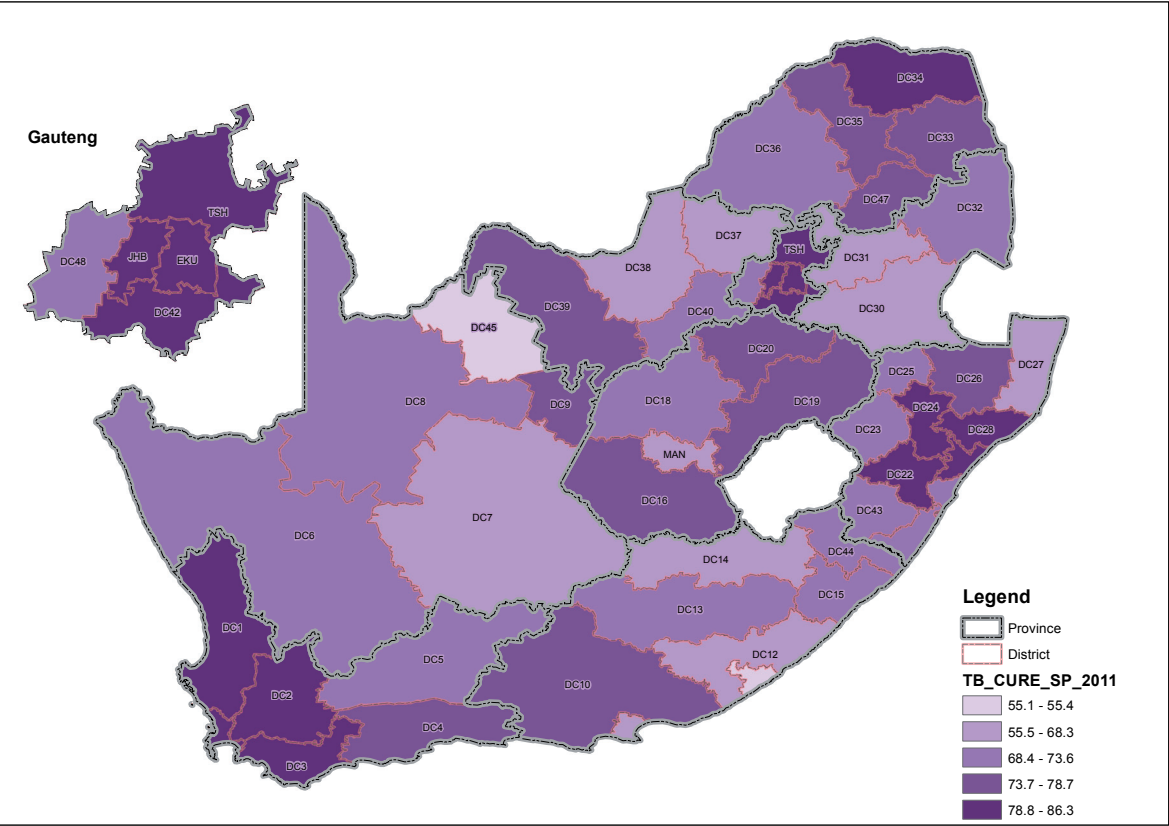 Gauteng
TSH
DC48
JHB
EKU
DC42
DC34
DC35
DC33
DC36
DC47
DC32
DC37
TSH
DC31
DC38
DC39
DC40
DC30
DC45
DC20
DC25
DC26
DC27
DC8
DC9
DC18
DC19
DC24
DC23
DC28
MAN
DC22
DC16
DC7
DC43
DC6
DC14
DC44
DC15
DC13
DC1
DC12
DC5
DC10
DC2
DC4
DC3
Legend
Province
District
TB_CURE_SP_2011
55.1 - 55.4
55.5 - 68.3
68.4 - 73.6
73.7 - 78.7
78.8 - 86.3